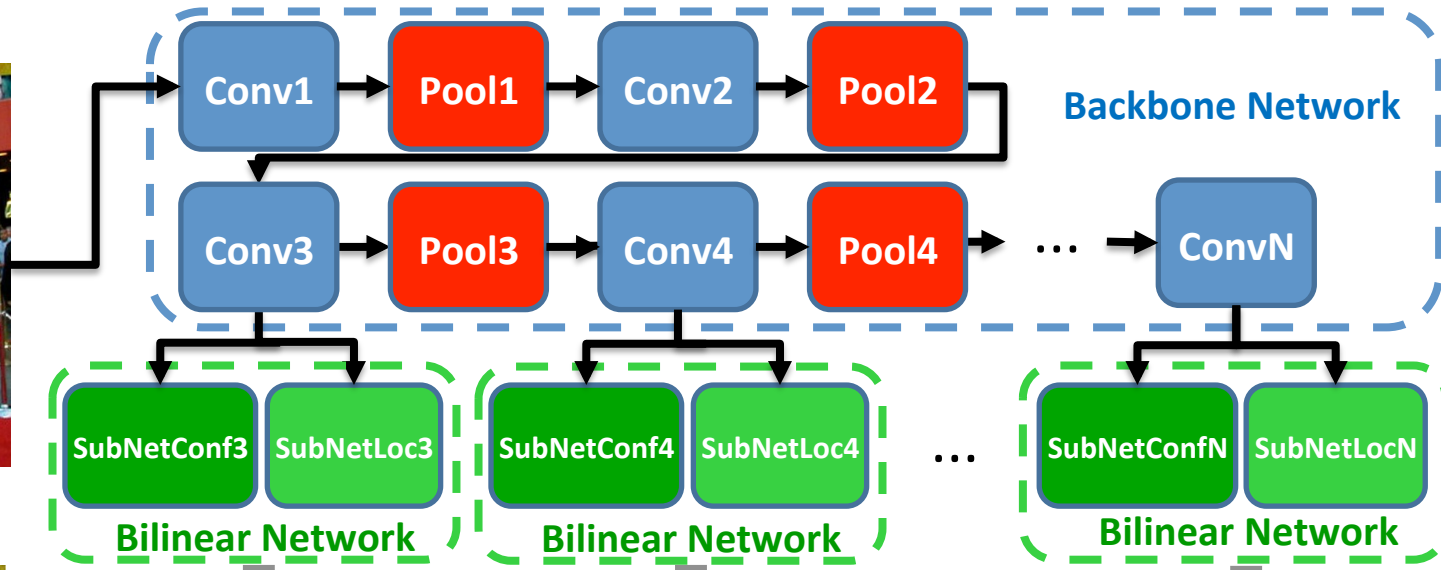 Conv1 Pool1 Conv2 Pool2 Backbone Network
Conv3 Pool3 Conv4 Pool4 ... ConvN
SubNetConf3 SubNetLoc3 SubNetConf4 SubNetLoc4 ... SubNetConfN SubNetLocN
Bilinear Network Bilinear Network Bilinear Network